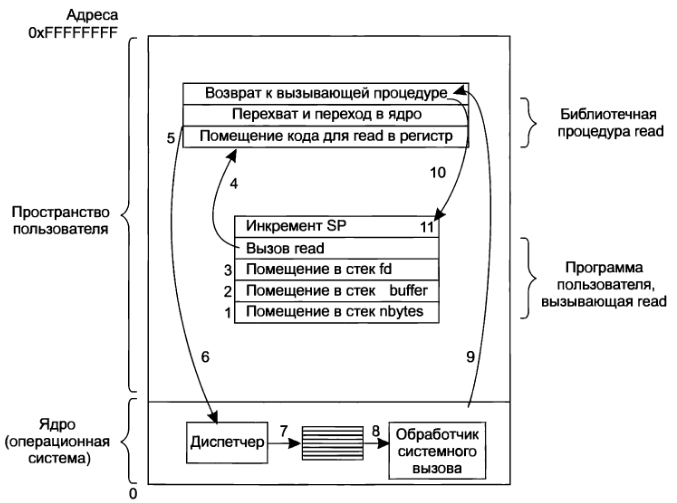 Адреса
0xFFFFFFFF
Возврат к вызывающей процедуре
Перехват и переход в ядро
5 Помещение кода для read в регистр
Библиотечная
процедура read
4
10
Пространство
пользователя
Инкремент SP 11
Вызов read
3 Помещение в стек fd
2 Помещение в стек buffer
1 Помещение в стек nbytes
Программа
пользователя,
вызывающая read
6
9
Ядро
(операционная
система)
Диспетчер
7
8
Обработчик
системного
вызова
0